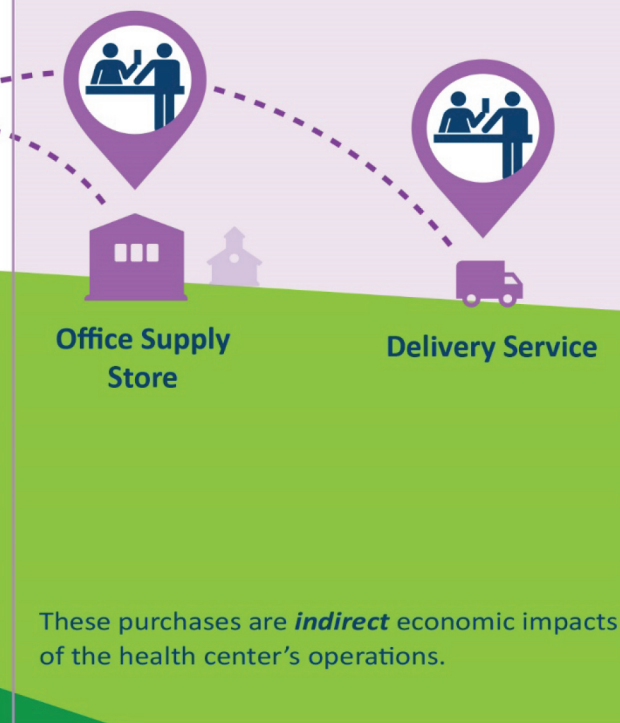 Office Supply
Store
Delivery Service
These purchases are indirect economic impacts
of the health center’s operations.